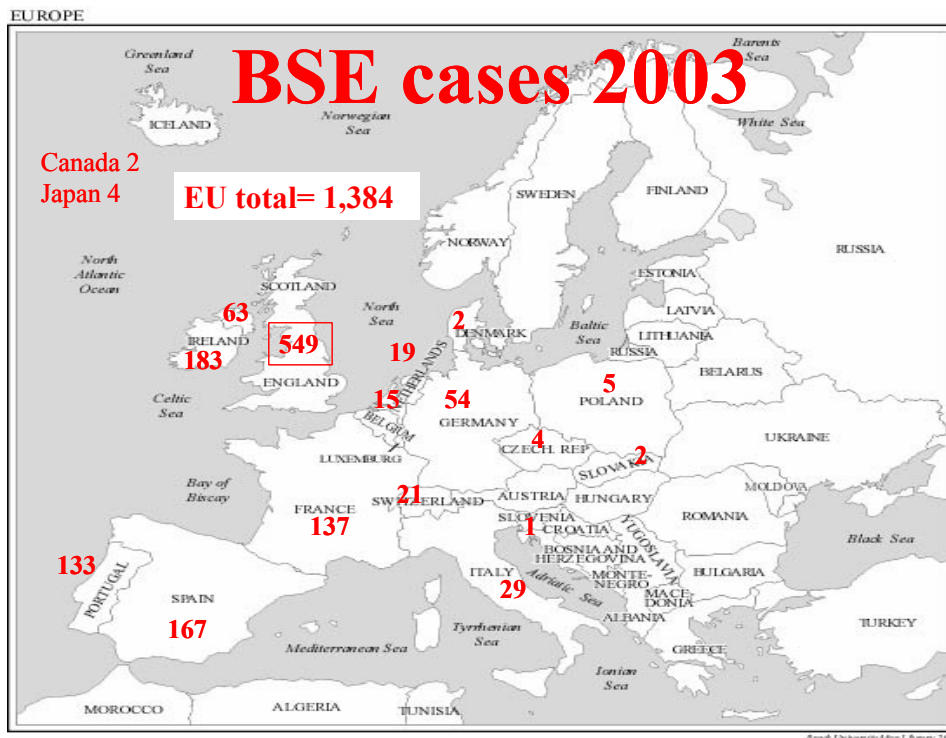 EUROPE
BSE cases 2003
Greenland
Sea
Barents
Sea
ICELAND
Norwegian
Sea
White Sea
Canada 2
Japan 4
EU total= 1,384
SWEDEN
FINLAND
NORWAY
RUSSIA
North
Atlantic
Ocean
SCOTLAND
ESTONIA
North
Sea
LATVIA
63
2
DENMARK
Baltic
Sea
LITHUANIA
IRELAND
549
RUSSIA
183
19
NETHERLANDS
BELARUS
ENGLAND
5
POLAND
Celtic
Sea
15
54
GERMANY
BELGIUM
4
CZECH. REP
UKRAINE
LUXEMBURG
2
SLOVAKIA
Bay of
Biscay
21
SWITZERLAND
AUSTRIA
HUNGARY
MOLDOVA
FRANCE
137
SLOVENIA
1
CROATIA
ROMANIA
YUGOSLAVIA
BOSNIA AND
HERZEGOVINA
Black Sea
133
PORTUGAL
ITALY
29
Adriatic Sea
MONTE-
NEGRO
BULGARIA
MACE-
DONIA
SPAIN
167
ALBANIA
Tyrrhenian
Sea
TURKEY
Mediterranean Sea
GREECE
Ionian
Sea
MOROCCO
ALGERIA
TUNISIA